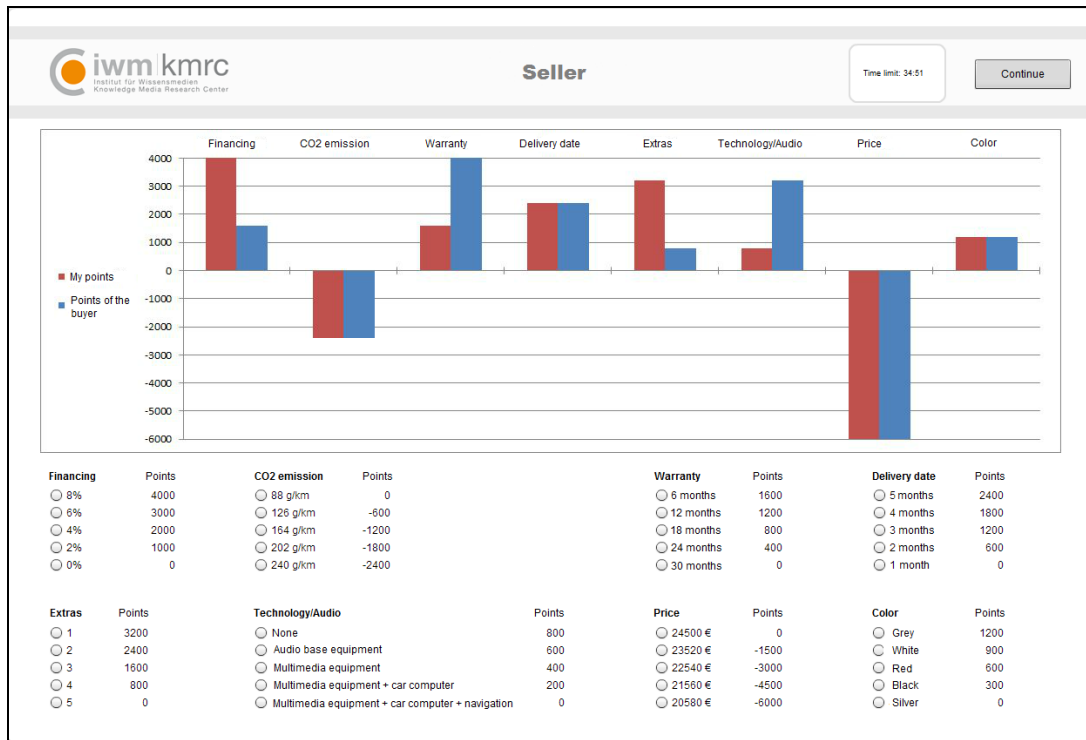 iwm|kmrc
Institut für Wissensmedien
Knowledge Media Research Center
Seller
Time limit: 34:51
Continue
Financing CO2 emission Warranty Delivery date Extras Technology/Audio Price Color
4000
3000
2000
1000
0
-1000
-2000
-3000
-4000
-5000
-6000
My points
Points of the
buyer
Financing Points CO2 emission Points Warranty Points Delivery date Points
8% 4000 88 g/km 0 6 months 1600 5 months 2400
6% 3000 126 g/km -600 12 months 1200 4 months 1800
4% 2000 164 g/km -1200 18 months 800 3 months 1200
2% 1000 202 g/km -1800 24 months 400 2 months 600
0% 0 240 g/km -2400 30 months 0 1 month 0
Extras Points Technology/Audio Points Price Points Color Points
1 3200 None 800 24500 € 0 Grey 1200
2 2400 Audio base equipment 600 23520 € -1500 White 900
3 1600 Multimedia equipment 400 22540 € -3000 Red 600
4 800 Multimedia equipment + car computer 200 21560 € -4500 Black 300
5 0 Multimedia equipment + car computer + navigation 0 20580 € -6000 Silver 0